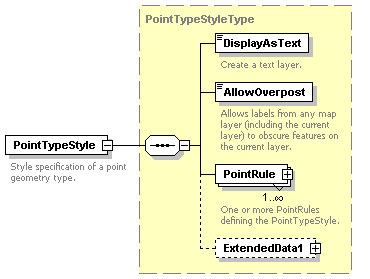 PointTypeStyleType
DisplayAsText
Create a text layer.
AllowOverpost
Allows labels from any map
layer (including the current
layer) to obscure features on
the current layer.
PointTypeStyle
Style specification of a point
geometry type.
PointRule
1..∞
One or more PointRules
defining the PointTypeStyle.
ExtendedData1